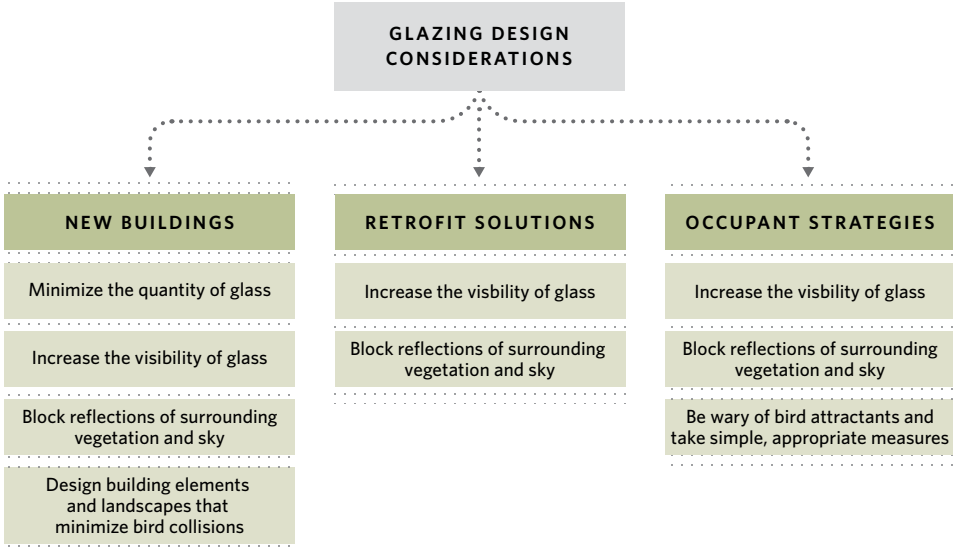 GLAZING DESIGN
CONSIDERATIONS
NEW BUILDINGS
Minimize the quantity of glass
Increase the visibility of glass
Block reflections of surrounding
vegetation and sky
Design building elements
and landscapes that
minimize bird collisions
RETROFIT SOLUTIONS
Increase the visbility of glass
Block reflections of surrounding
vegetation and sky
OCCUPANT STRATEGIES
Increase the visbility of glass
Block reflections of surrounding
vegetation and sky
Be wary of bird attractants and
take simple, appropriate measures